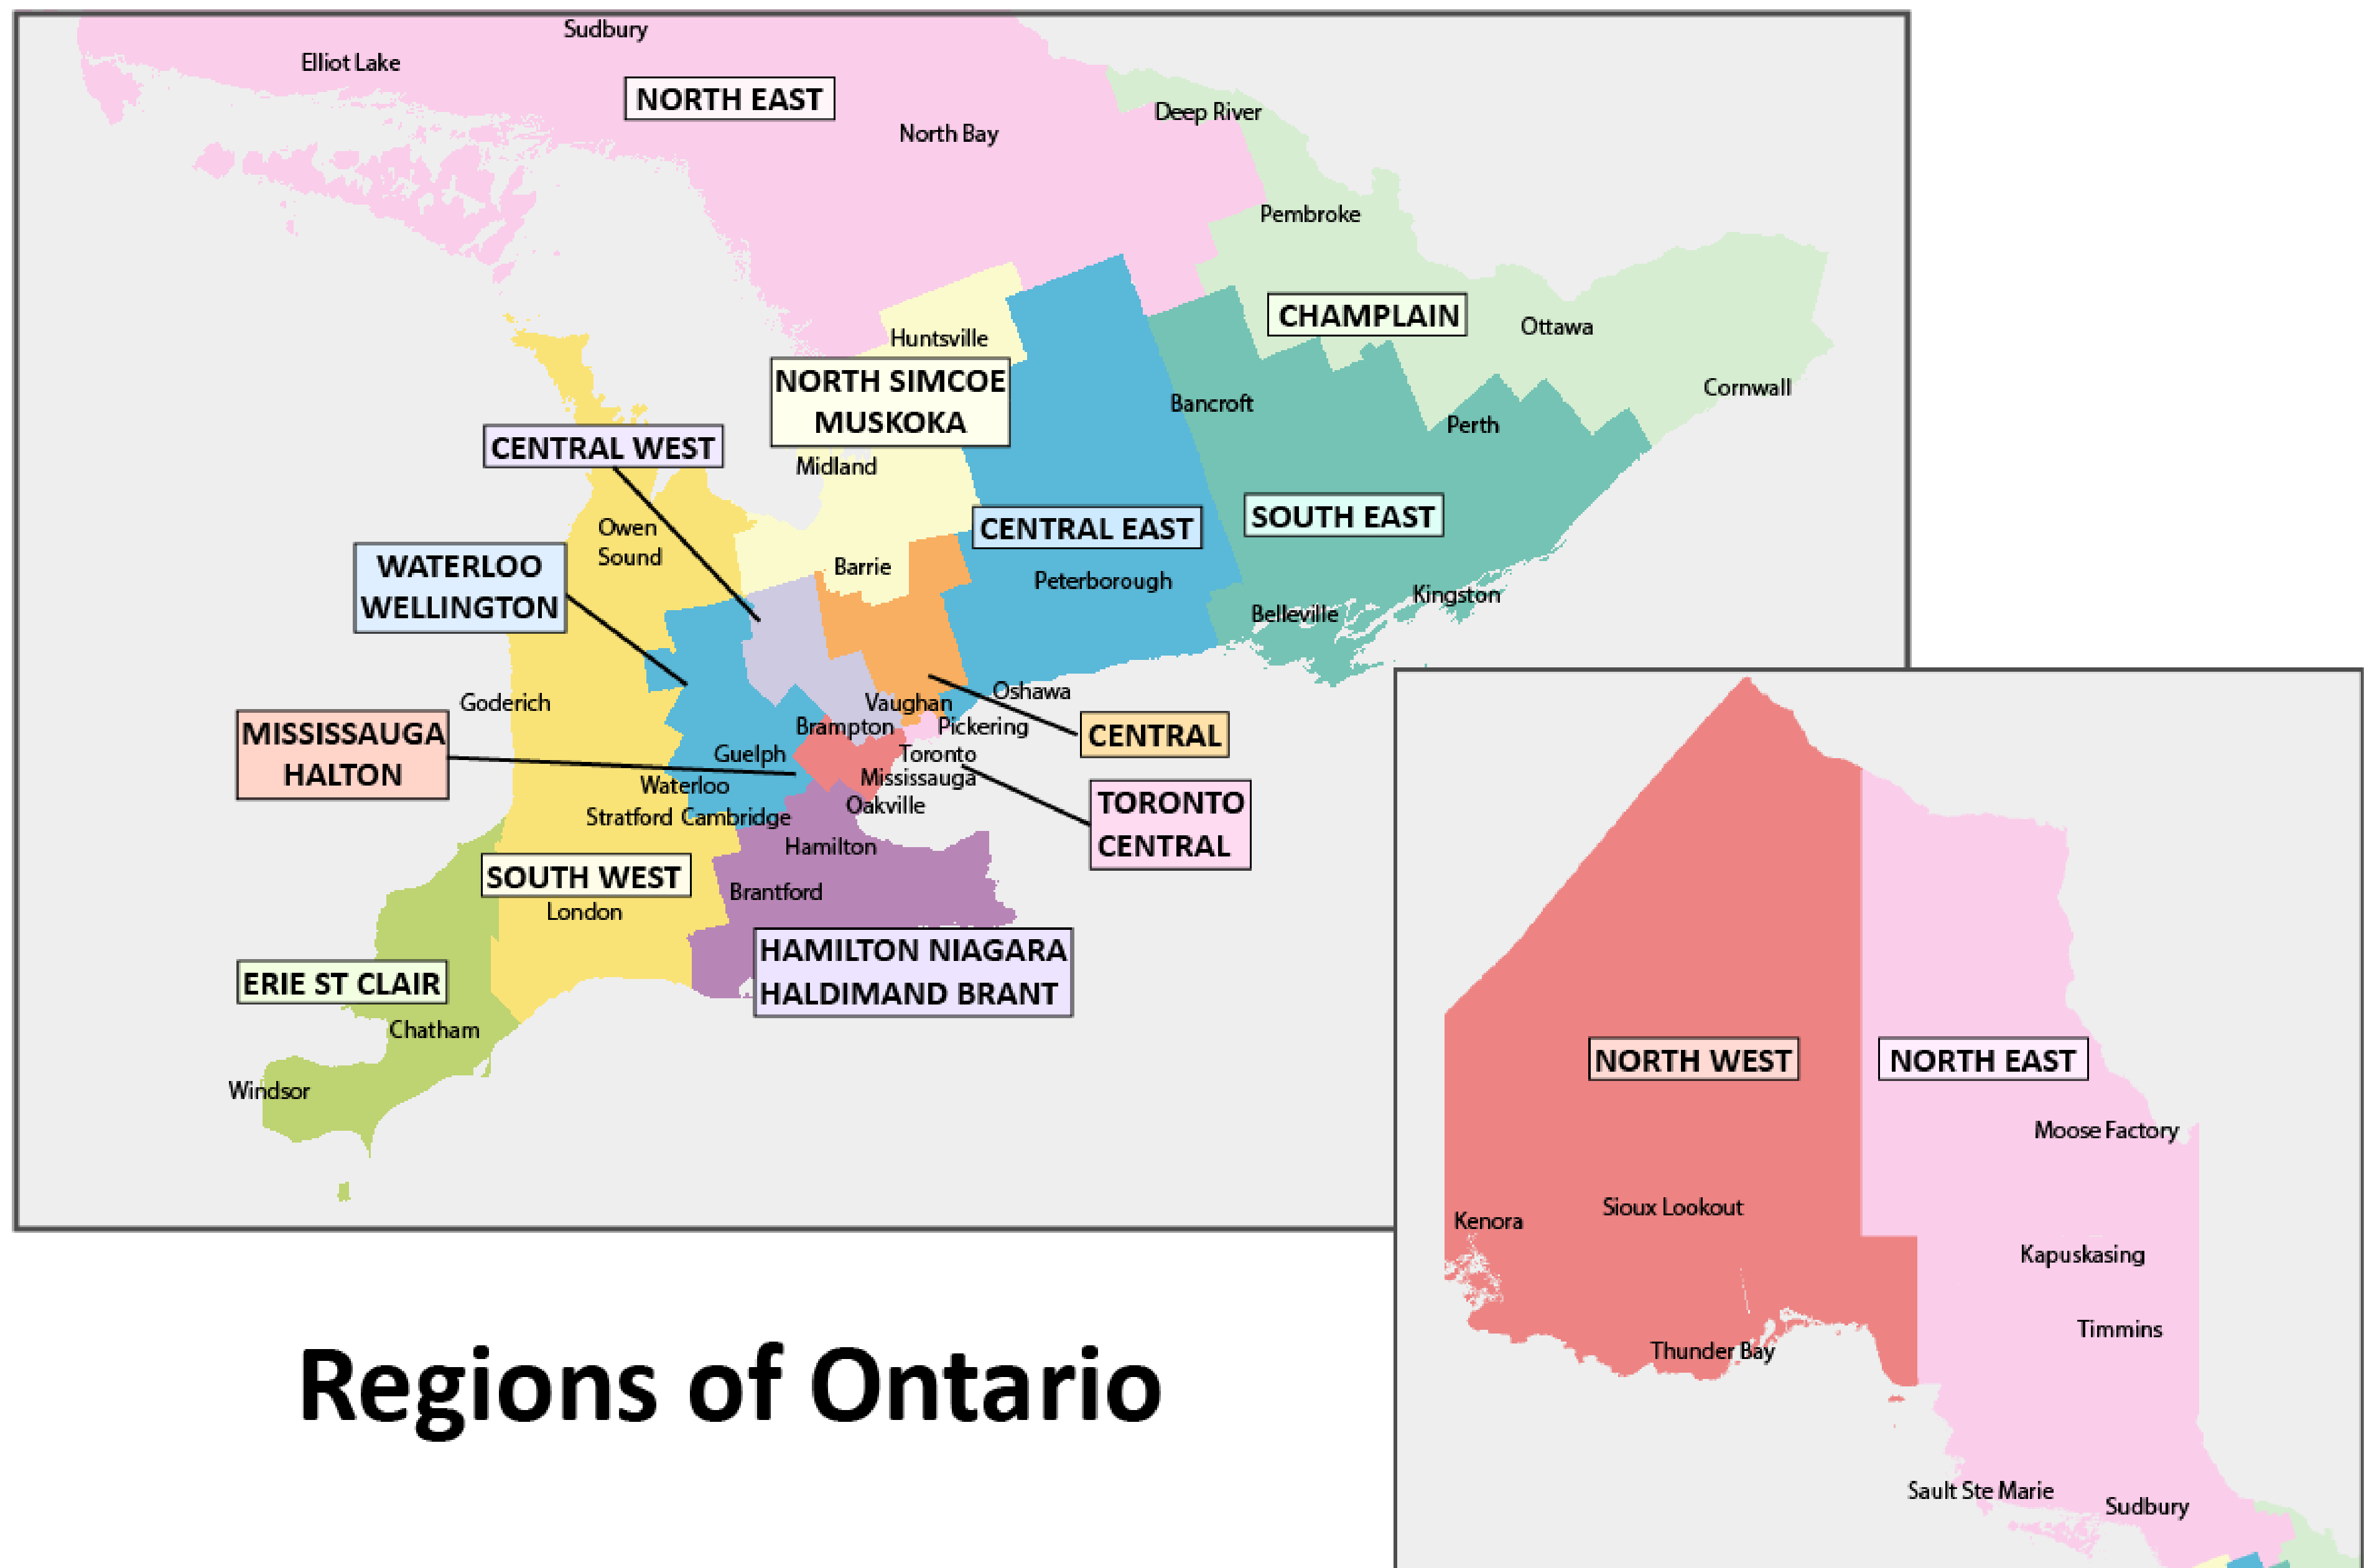 Sudbury
Elliot Lake
NORTH EAST
North Bay
Deep River
Pembroke
CHAMPLAIN
Ottawa
Huntsville
NORTH SIMCOE
MUSKOKA
Cornwall
Bancroft
Perth
CENTRAL WEST
Midland
SOUTH EAST
CENTRAL EAST
Owen
Sound
WATERLOO
WELLINGTON
Barrie
Peterborough
Kingston
Belleville
Goderich
Vaughan
Oshawa
Brampton
Pickering
CENTRAL
MISSISSAUGA
HALTON
Guelph
Toronto
Mississauga
Waterloo
Oakville
TORONTO
CENTRAL
Stratford
Cambridge
Hamilton
SOUTH WEST
Brantford
London
HAMILTON NIAGARA
HALDIMAND BRANT
ERIE ST CLAIR
Chatham
Windsor
NORTH WEST
NORTH EAST
Moose Factory
Sioux Lookout
Kenora
Kapuskasing
Timmins
Thunder Bay
Sault Ste Marie
Sudbury
Regions of Ontario